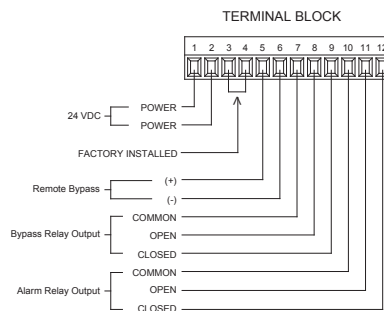 TERMINAL BLOCK
1 2 3 4 5 6 7 8 9 10 11 12
POWER
24 VDC
POWER
FACTORY INSTALLED
(+)
Remote Bypass
(-)
COMMON
Bypass Relay Output
OPEN
CLOSED
COMMON
Alarm Relay Output
OPEN
CLOSED